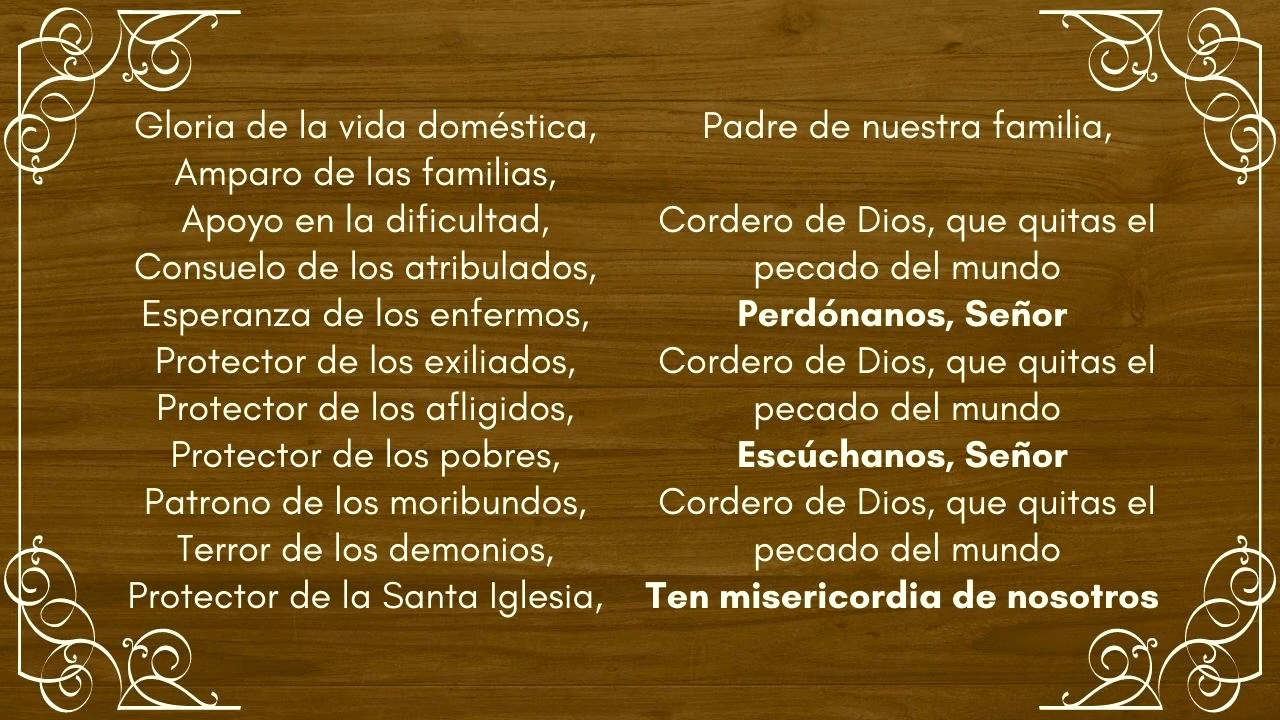 Gloria de la vida doméstica,
Amparo de las familias,
Apoyo en la dificultad,
Consuelo de los atribulados,
Esperanza de los enfermos,
Protector de los exiliados,
Protector de los afligidos,
Protector de los pobres,
Patrono de los moribundos,
Terror de los demonios,
Protector de la Santa Iglesia,
Padre de nuestra familia,
Cordero de Dios, que quitas el
pecado del mundo
Perdónanos, Señor
Cordero de Dios, que quitas el
pecado del mundo
Escúchanos, Señor
Cordero de Dios, que quitas el
pecado del mundo
Ten misericordia de nosotros